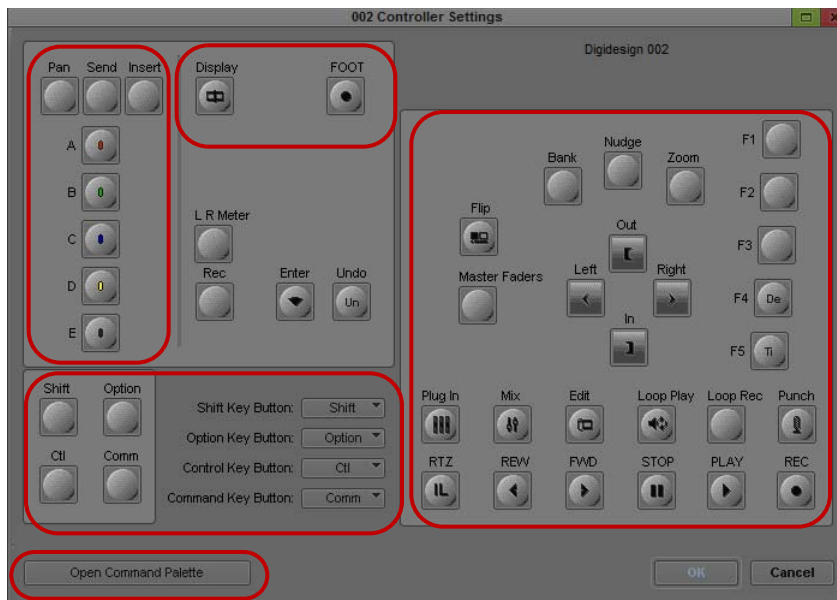 002 Controller Settings
Digidesign 002
Pan Send Insert
A
B
C
D
E
Display FOOT
L R Meter
Rec Enter Undo
Un
Shift Option
Ctl Comm
Shift Key Button: Shift
Option Key Button: Option
Control Key Button: Ctl
Command Key Button: Comm
Bank Nudge Zoom
Flip
Master Faders
Out
Left Right
In
F1
F2
F3
F4 De
F5 Ti
Plug In Mix Edit Loop Play Loop Rec Punch
RTZ REW FWD STOP PLAY REC
Open Command Palette
OK Cancel